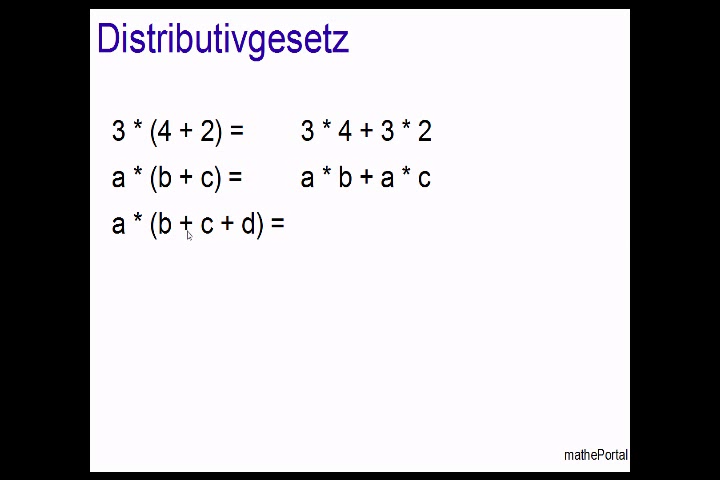 Distributivgesetz
3 * (4 + 2) = 3 * 4 + 3 * 2
a * (b + c) = a * b + a * c
a * (b + c + d) =
mathePortal